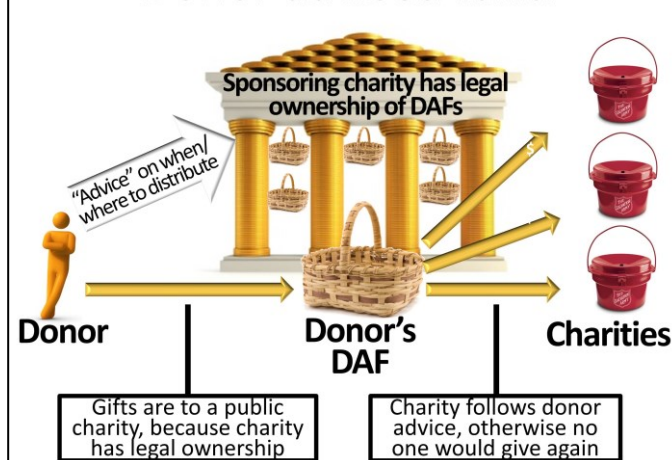 Sponsoring charity has legal
ownership of DAFs
"Advice" on when/
where to distribute
Donor
Donor's
DAF
Charities
Gifts are to a public
charity, because charity
has legal ownership
Charity follows donor
advice, otherwise no
one would give again